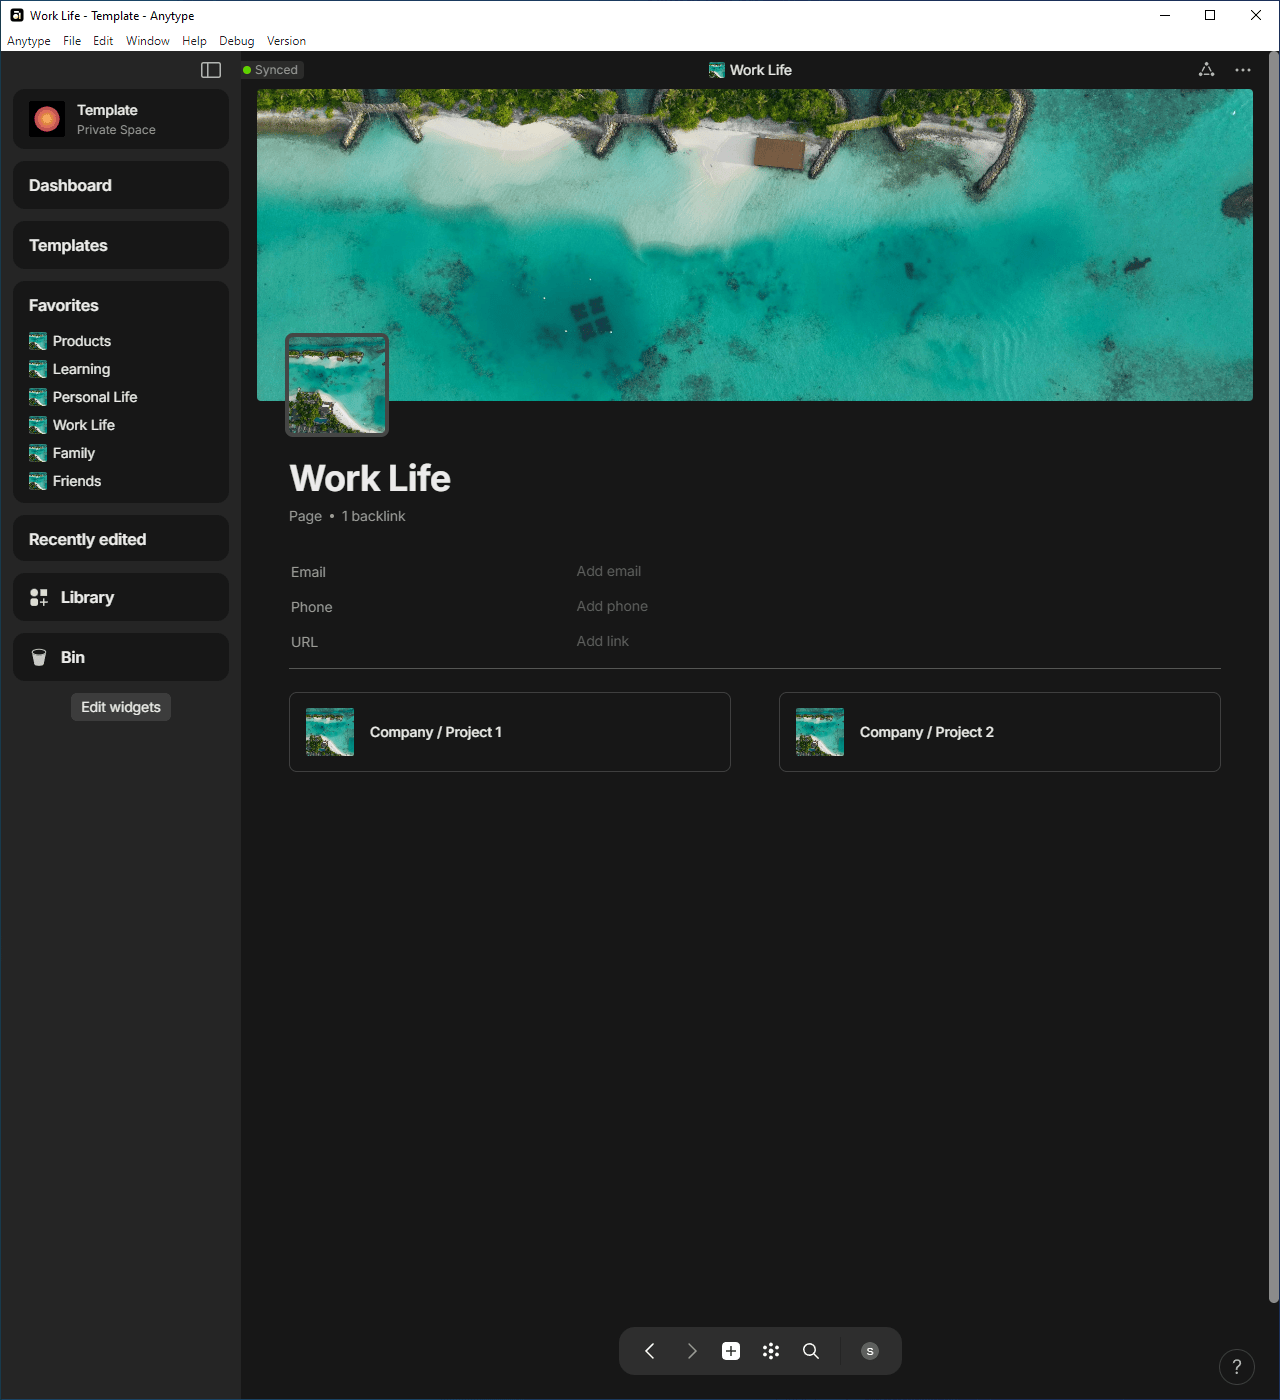 Work Life - Template - Anytype
Anytype File Edit Window Help Debug Version
Synced
Work Life
Template
Private Space
Dashboard
Templates
Favorites
Products
Learning
Personal Life
Work Life
Family
Friends
Recently edited
Library
Bin
Edit widgets
Work Life
Page • 1 backlink
Email Add email
Phone Add phone
URL Add link
Company / Project 1
Company / Project 2
S
?